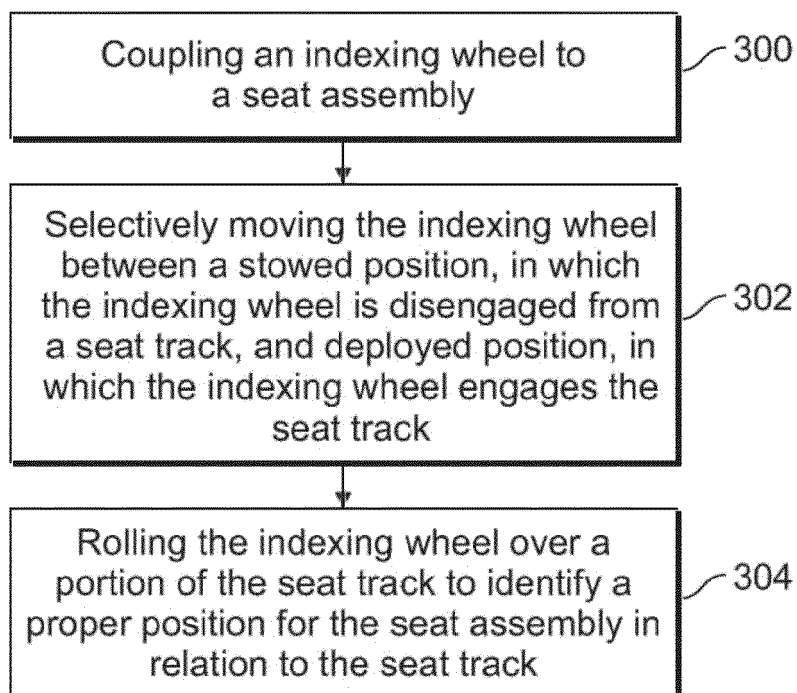 Coupling an indexing wheel to
a seat assembly
300
Selectively moving the indexing wheel
between a stowed position, in which
the indexing wheel is disengaged from
a seat track, and deployed position, in
which the indexing wheel engages the
seat track
302
Rolling the indexing wheel over a
portion of the seat track to identify a
proper position for the seat assembly in
relation to the seat track
304